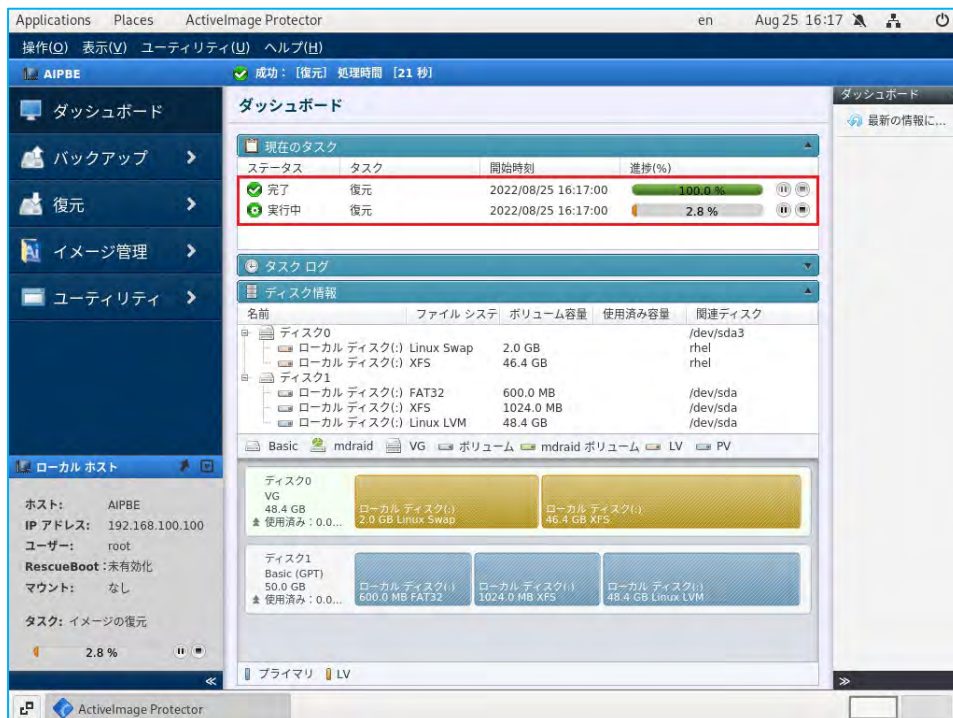 Applications Places ActiveImage Protector en Aug 25 16:17
操作(O) 表示(V) ユーティリティ(U) ヘルプ(H)
AIPBE 成功：[復元] 処理時間 [21 秒]
ダッシュボード
バックアップ
復元
イメージ管理
ユーティリティ
ダッシュボード
現在のタスク
ステータス タスク 開始時刻 進捗(%)
完了 復元 2022/08/25 16:17:00 100.0 %
実行中 復元 2022/08/25 16:17:00 2.8 %
タスク ログ
ディスク情報
名前 ファイル システ ボリューム容量 使用済み容量 関連ディスク
ディスク0 /dev/sda3
ローカル ディスク(:) Linux Swap 2.0 GB rhel
ローカル ディスク(:) XFS 46.4 GB rhel
ディスク1
ローカル ディスク(:) FAT32 600.0 MB /dev/sda
ローカル ディスク(:) XFS 1024.0 MB /dev/sda
ローカル ディスク(:) Linux LVM 48.4 GB /dev/sda
Basic mdraid VG ボリューム mdraid ボリューム LV PV
ディスク0
VG
48.4 GB
使用済み：0.0...
ローカル ディスク(:)
2.0 GB Linux Swap
ローカル ディスク(:)
46.4 GB XFS
ディスク1
Basic (GPT)
50.0 GB
使用済み：0.0...
ローカル ディスク(:)
600.0 MB FAT32
ローカル ディスク(:)
1024.0 MB XFS
ローカル ディスク(:)
48.4 GB Linux LVM
プライマリ LV
ダッシュボード
最新の情報に...
ローカル ホスト
ホスト: AIPBE
IP アドレス: 192.168.100.100
ユーザー: root
RescueBoot:未有効化
マウント: なし
タスク: イメージの復元
2.8 %
ActiveImage Protector